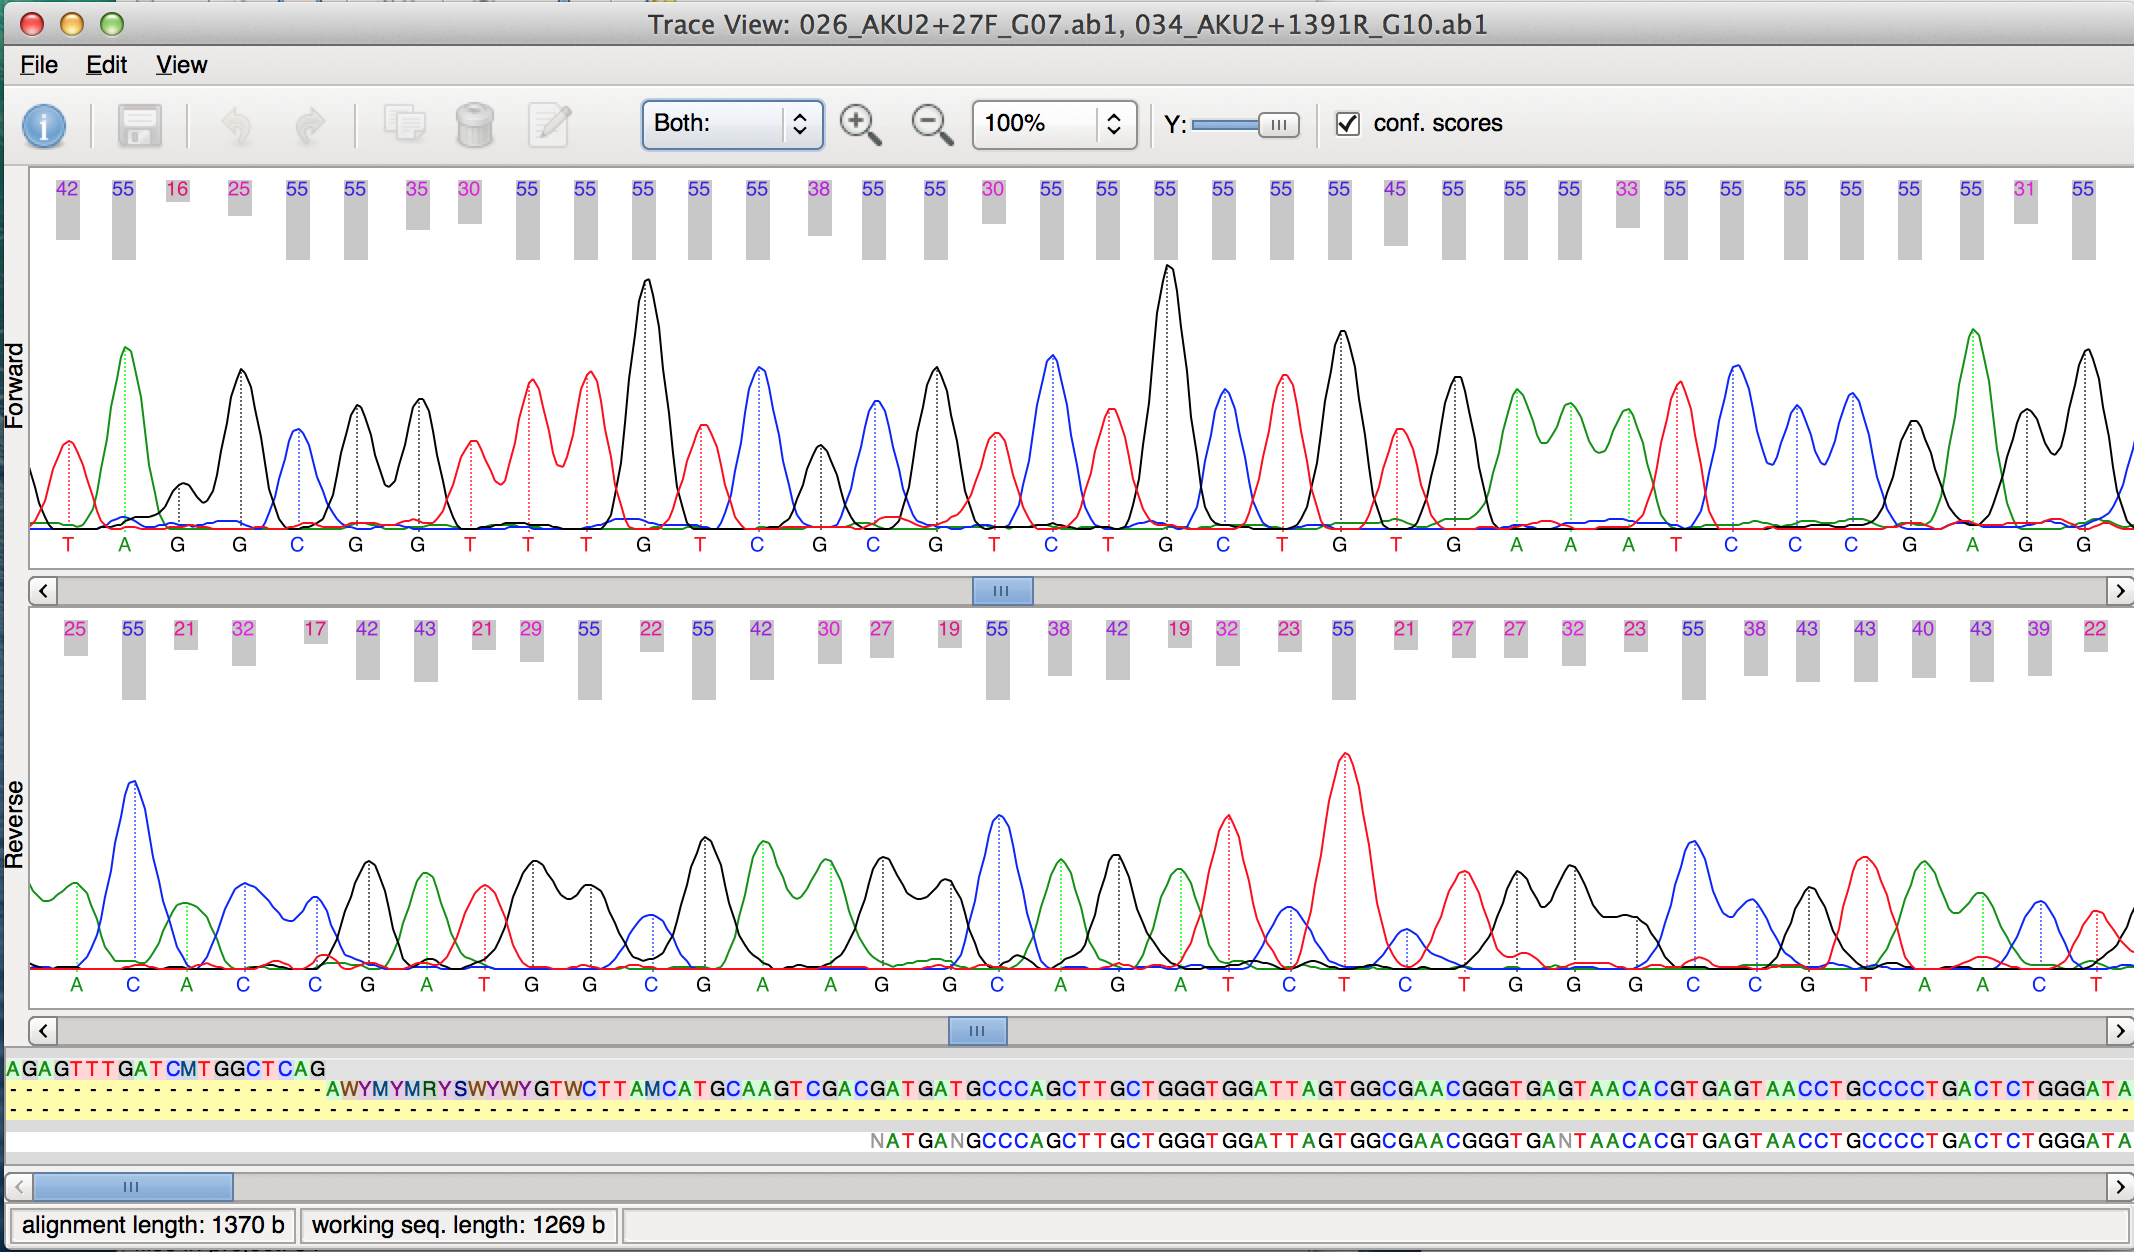 Trace View: 026_AKU2+27F_G07.ab1, 034_AKU2+1391R_G10.ab1
File Edit View
Both: 100% Y: conf. scores
42 55 16 25 55 55 35 30 55 55 55 55 55 38 55 55 30 55 55 55 55 55 55 45 55 55 55 33 55 55 55 55 55 55 31 55
Forward
T A G G C G G T T T G T C G C G T C T G C T G T G A A A T C C C G A G G
25 55 21 32 17 42 43 21 29 55 22 55 42 30 27 19 55 38 42 19 32 23 55 21 27 27 32 23 55 38 43 43 40 43 39 22
Reverse
A C A C C G A T G G C G A A G G C A G A T C T C T G G G C C G T A A C T
AGAGTTTGATCMTGGCTCAG
--------------------AWYMYMRYSWYWYGTWCTTAMCATGCAAGTCGACGATGATGCCCAGCTTGCTGGGTGGATTAGTGGCGAACGGGTGAGTAACACGTGAGTAACCTGCCCCTGACTCTGGGATA
NATGANGCCCAGCTTGCTGGGTGGATTAGTGGCGAACGGGTGANTAACACGTGAGTAACCTGCCCCTGACTCTGGGATA
alignment length: 1370 b working seq. length: 1269 b